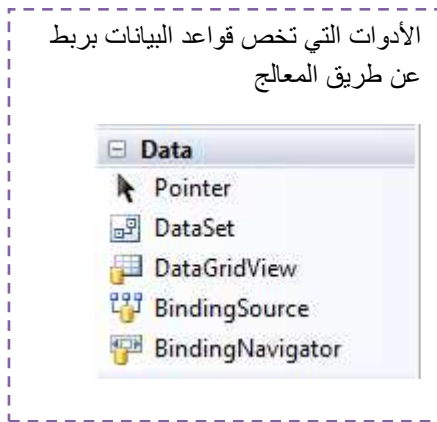 الأدوات التي تخص قواعد البيانات بربط
عن طريق المعالج
Data
Pointer
DataSet
DataGridView
BindingSource
BindingNavigator